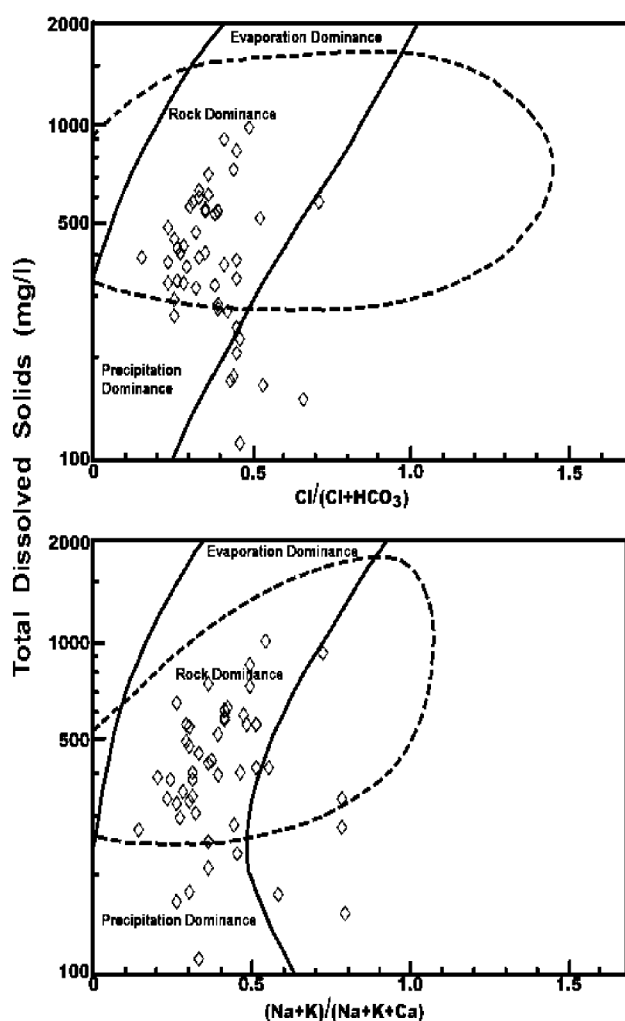 Total Dissolved Solids (mg/l)
2000
1000
500
100
Evaporation Dominance
Rock Dominance
Precipitation
Dominance
0
0.5
1.0
1.5
Cl/(Cl+HCO₃)
2000
1000
500
100
Evaporation Dominance
Rock Dominance
Precipitation Dominance
0
0.5
1.0
1.5
(Na+K)/(Na+K+Ca)